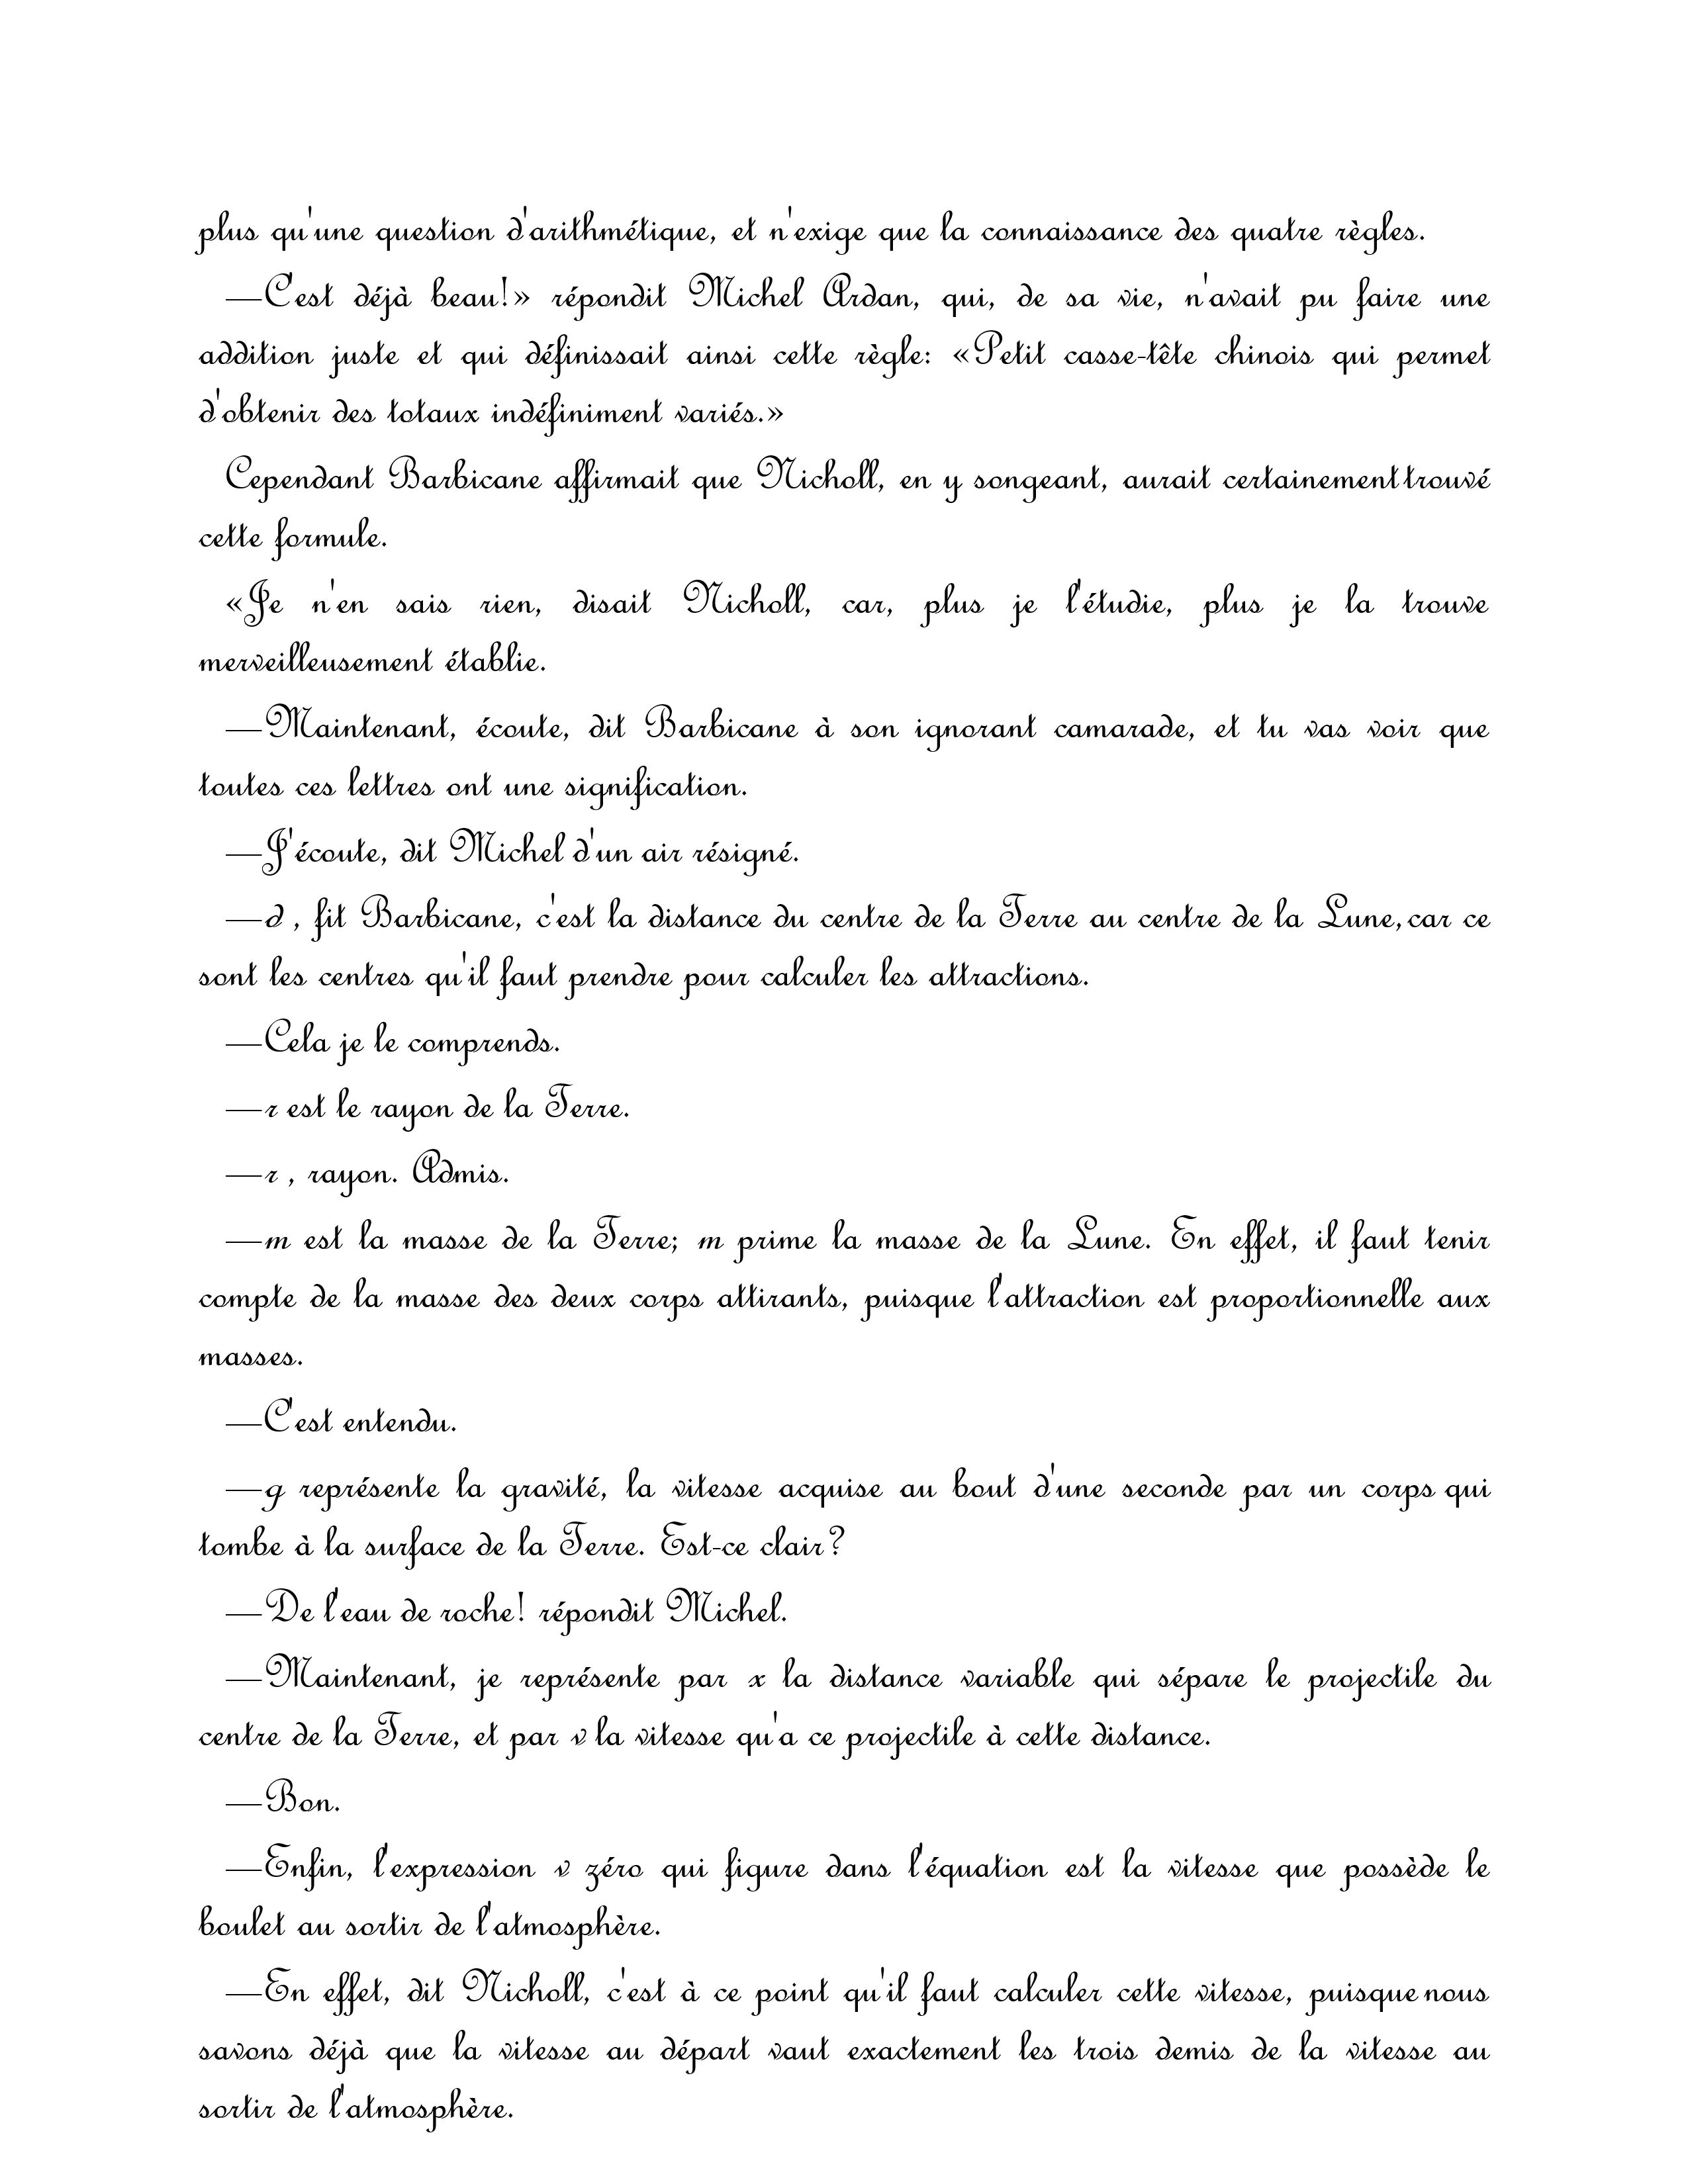 plus qu'une question d'arithmétique, et n'exige que la connaissance des quatre règles.
—C'est déjà beau!» répondit Michel Ardan, qui, de sa vie, n'avait pu faire une
addition juste et qui définissait ainsi cette règle: «Petit casse-tête chinois qui permet
d'obtenir des totaux indéfiniment variés.»
Cependant Barbicane affirmait que Nicholl, en y songeant, aurait certainement trouvé
cette formule.
«Je n'en sais rien, disait Nicholl, car, plus je l'étudie, plus je la trouve
merveilleusement établie.
—Maintenant, écoute, dit Barbicane à son ignorant camarade, et tu vas voir que
toutes ces lettres ont une signification.
—J'écoute, dit Michel d'un air résigné.
—d , fit Barbicane, c'est la distance du centre de la Terre au centre de la Lune, car ce
sont les centres qu'il faut prendre pour calculer les attractions.
—Cela je le comprends.
—r est le rayon de la Terre.
—r , rayon. Admis.
—m est la masse de la Terre; m prime la masse de la Lune. En effet, il faut tenir
compte de la masse des deux corps attirants, puisque l'attraction est proportionnelle aux
masses.
—C'est entendu.
—g représente la gravité, la vitesse acquise au bout d'une seconde par un corps qui
tombe à la surface de la Terre. Est-ce clair?
—De l'eau de roche! répondit Michel.
—Maintenant, je représente par x la distance variable qui sépare le projectile du
centre de la Terre, et par v la vitesse qu'a ce projectile à cette distance.
—Bon.
—Enfin, l'expression v zéro qui figure dans l'équation est la vitesse que possède le
boulet au sortir de l'atmosphère.
—En effet, dit Nicholl, c'est à ce point qu'il faut calculer cette vitesse, puisque nous
savons déjà que la vitesse au départ vaut exactement les trois demis de la vitesse au
sortir de l'atmosphère.